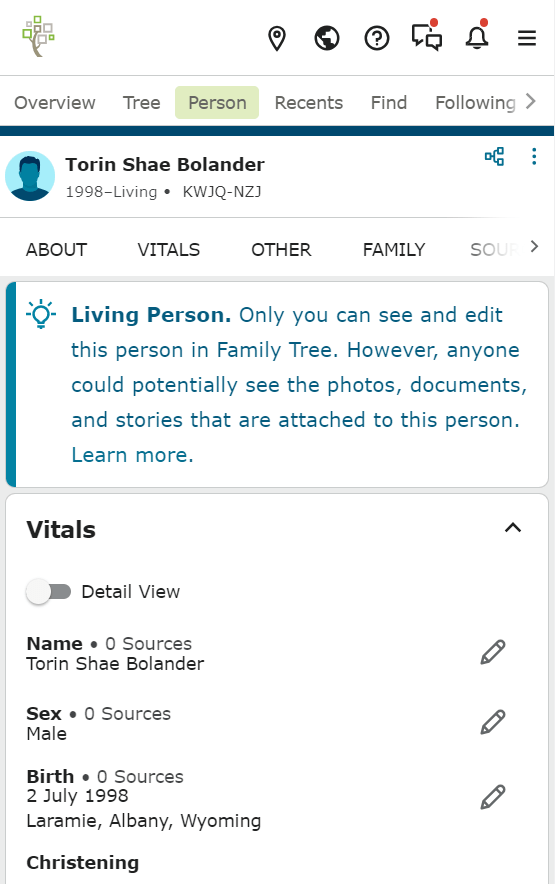 Overview Tree Person Recents Find Following
Torin Shae Bolander
1998–Living • KWJQ-NZJ
ABOUT VITALS OTHER FAMILY SOUR
Living Person. Only you can see and edit
this person in Family Tree. However, anyone
could potentially see the photos, documents,
and stories that are attached to this person.
Learn more.
Vitals
Detail View
Name • 0 Sources
Torin Shae Bolander
Sex • 0 Sources
Male
Birth • 0 Sources
2 July 1998
Laramie, Albany, Wyoming
Christening